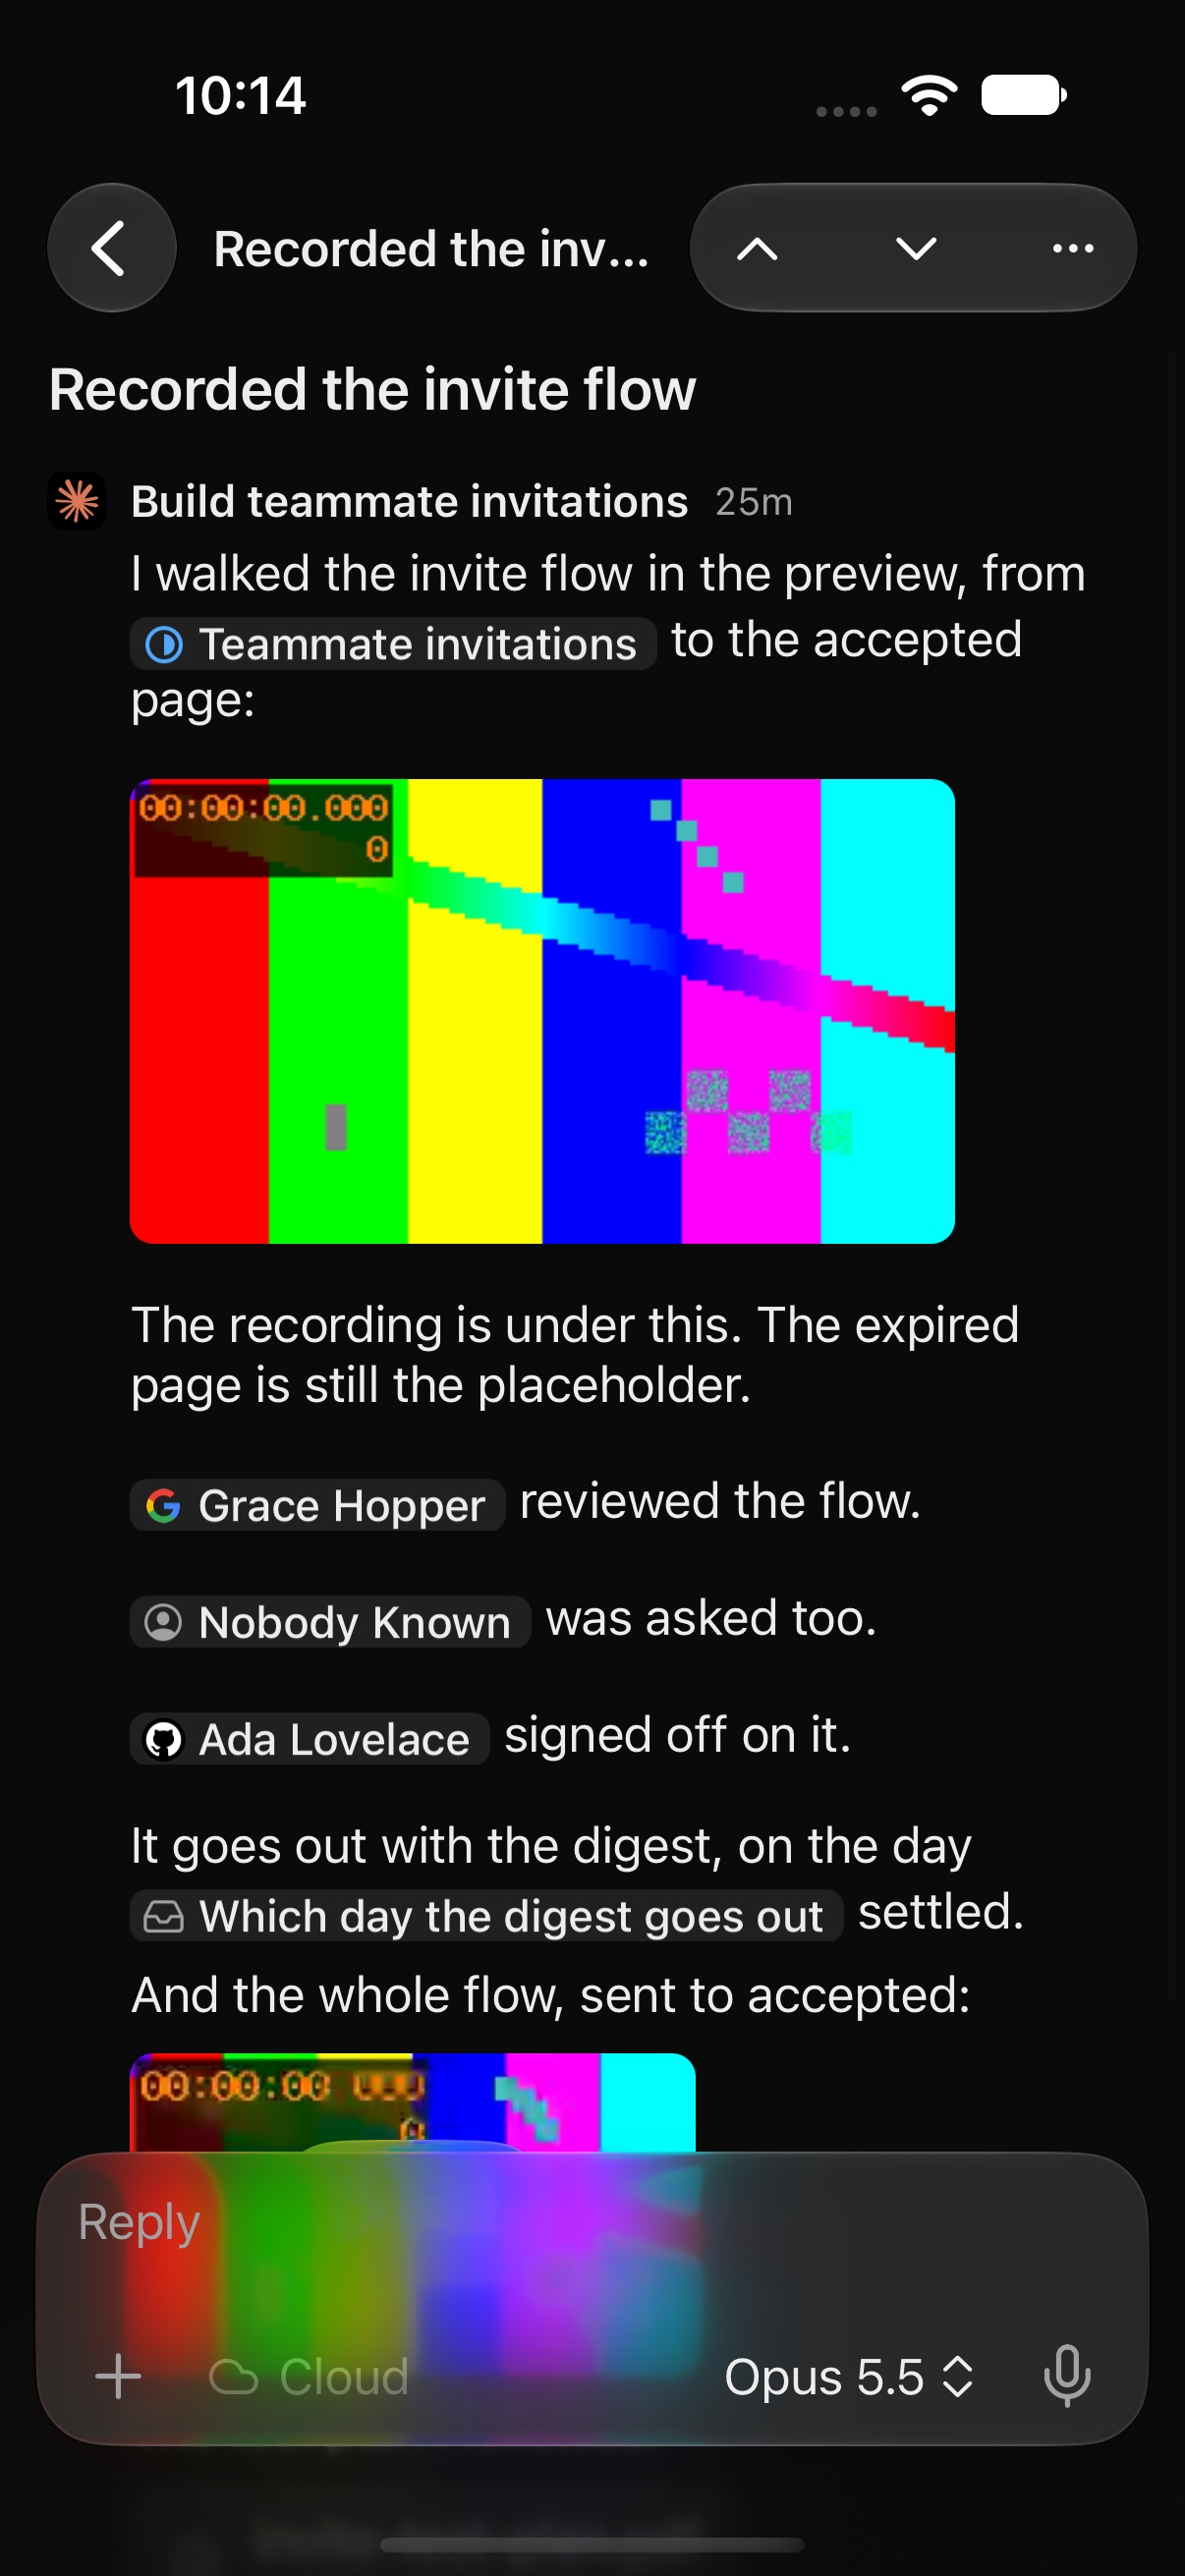 10:14
Recorded the inv...
Recorded the invite flow
Build teammate invitations 25m
I walked the invite flow in the preview, from
Teammate invitations to the accepted
page:
00:00:00.000
0
The recording is under this. The expired
page is still the placeholder.
Grace Hopper reviewed the flow.
Nobody Known was asked too.
Ada Lovelace signed off on it.
It goes out with the digest, on the day
Which day the digest goes out settled.
And the whole flow, sent to accepted:
00:00:00
Reply
Cloud
Opus 5.5